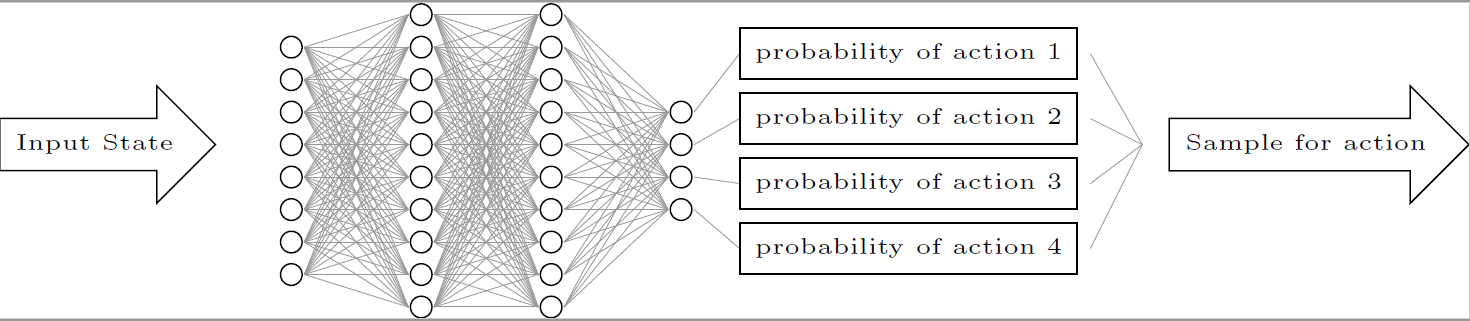 Input State
probability of action 1
probability of action 2
probability of action 3
probability of action 4
Sample for action